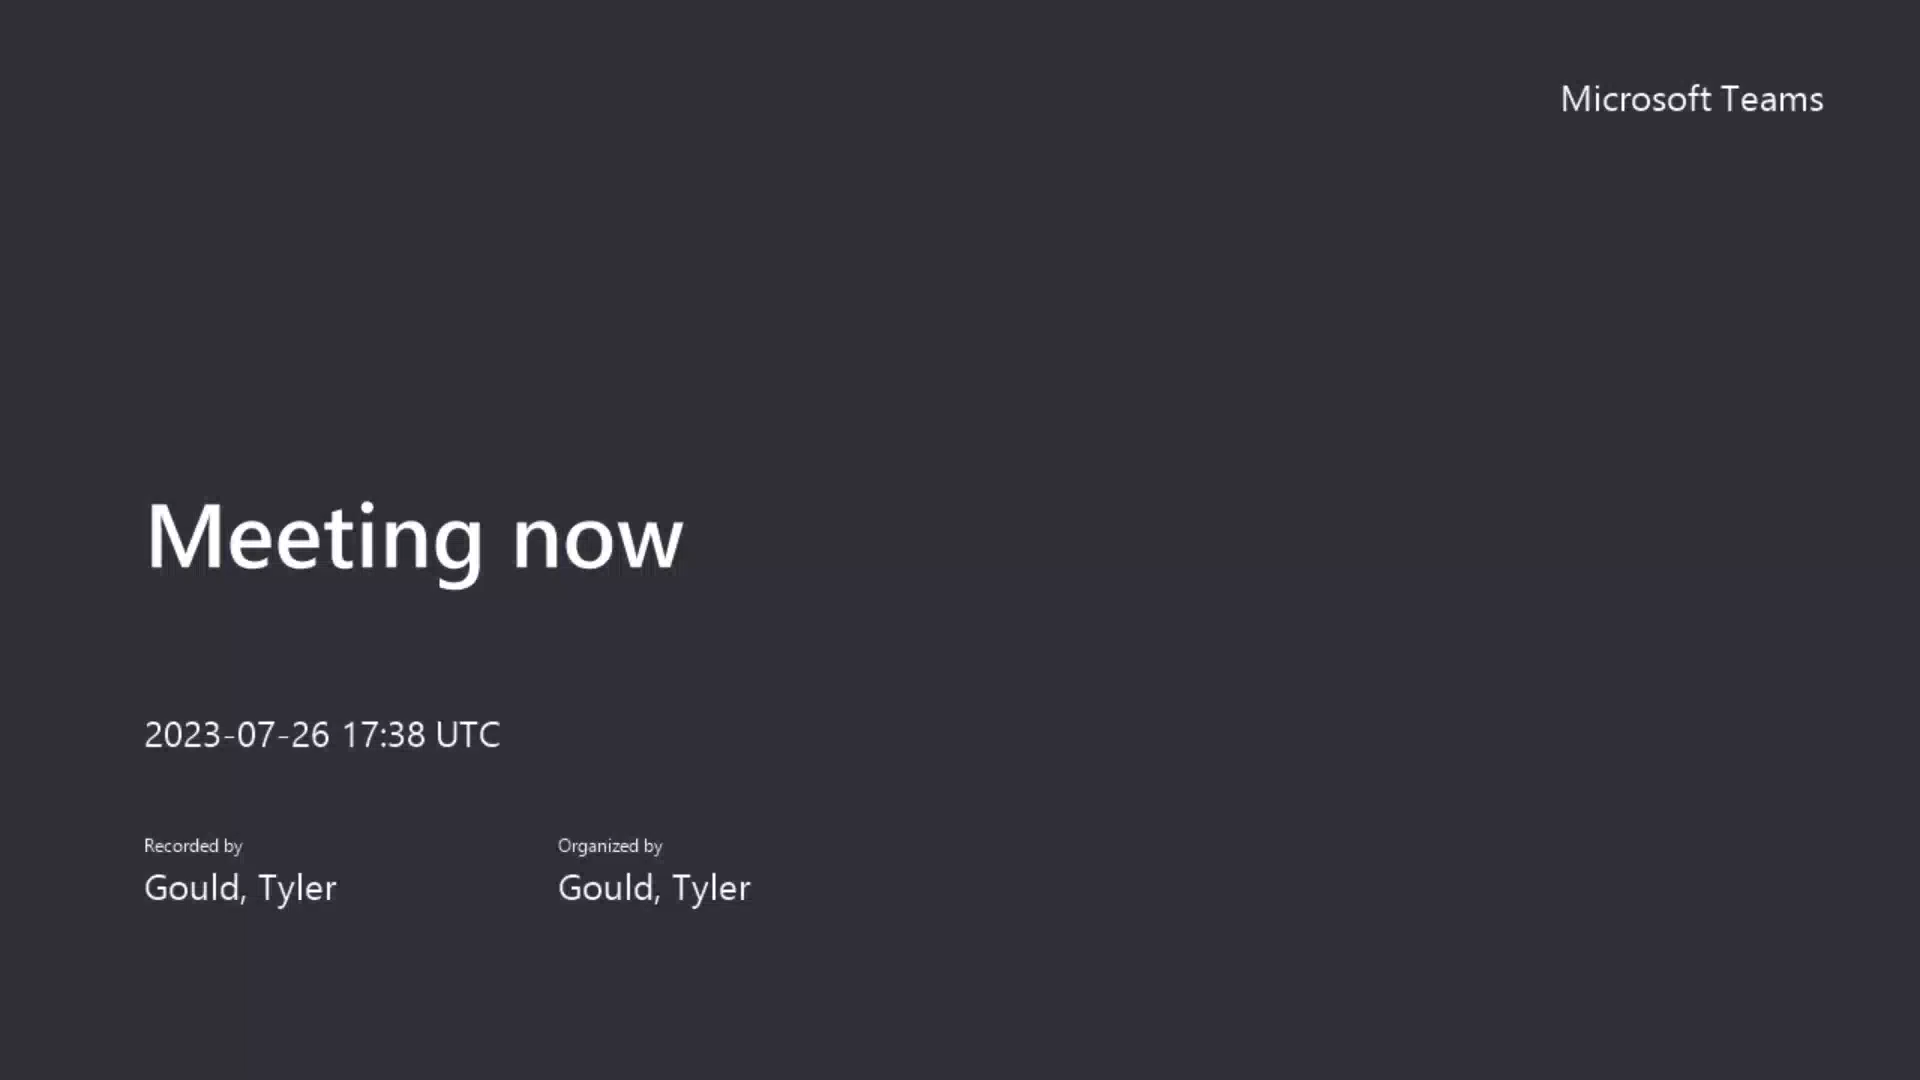 Microsoft Teams
Meeting now
2023-07-26 17:38 UTC
Recorded by
Gould, Tyler
Organized by
Gould, Tyler